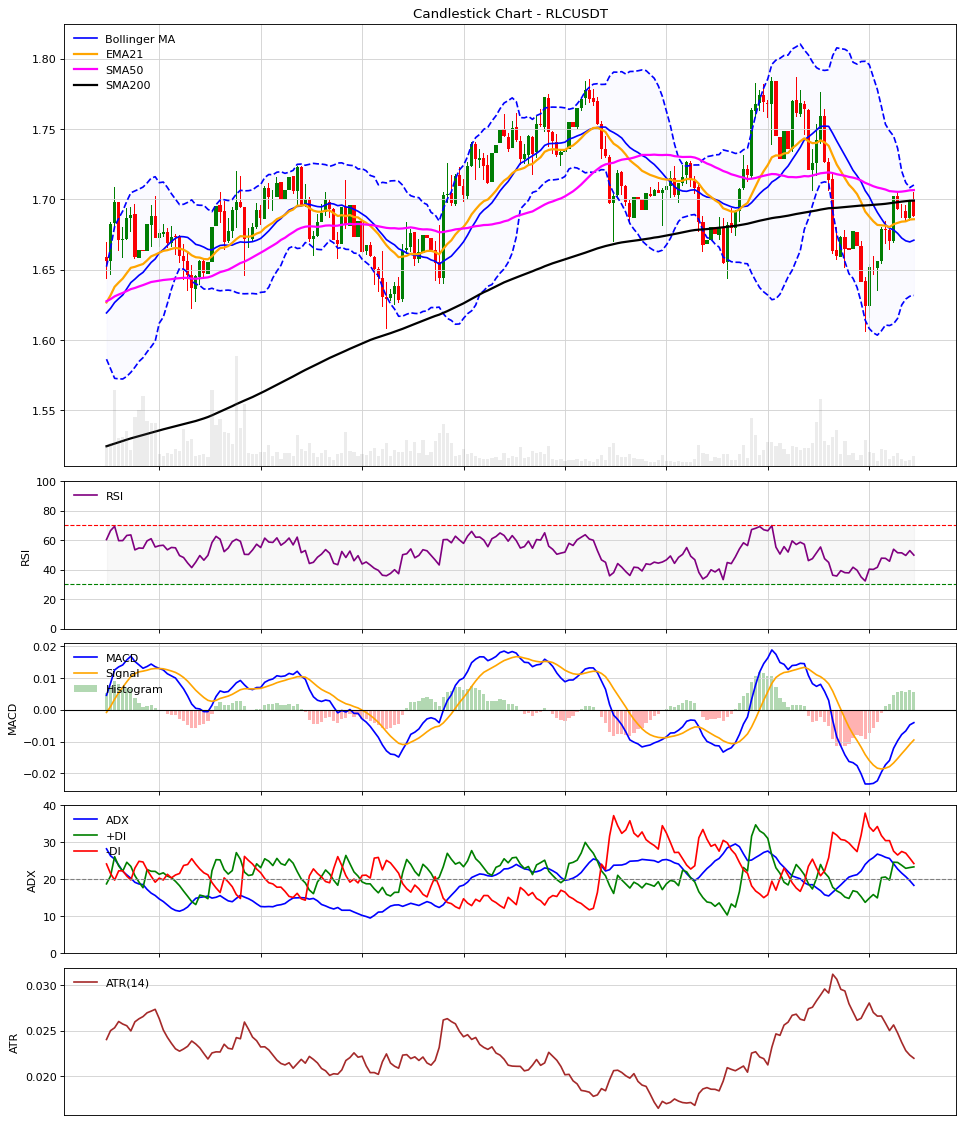 Candlestick Chart - RLCUSDT
Bollinger MA
EMA21
SMA50
SMA200
1.80
1.75
1.70
1.65
1.60
1.55
RSI
RSI
100
80
60
40
20
0
MACD
Signal
Histogram
MACD
0.02
0.01
0.00
−0.01
−0.02
ADX
+DI
-DI
ADX
40
30
20
10
0
ATR(14)
ATR
0.030
0.025
0.020